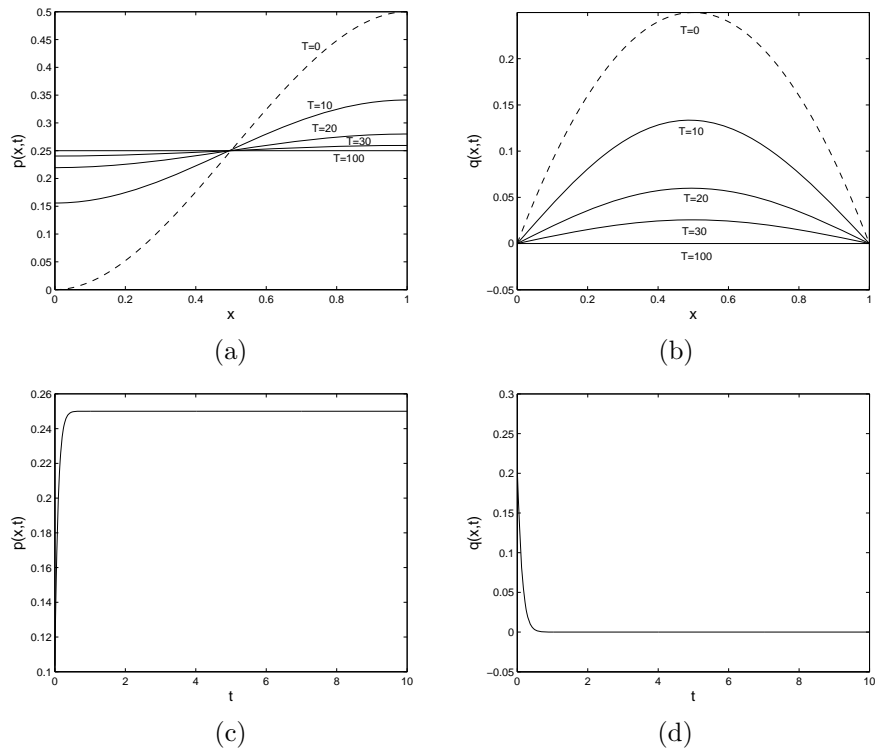 0.5
0.45
0.4
0.35
0.3
0.25
0.2
0.15
0.1
0.05
0
p(x,t)
T=0
T=10
T=20
T=30
T=100
0 0.2 0.4 0.6 0.8 1
x
(a)
0.25
0.2
0.15
0.1
0.05
0
−0.05
q(x,t)
T=0
T=10
T=20
T=30
T=100
0 0.2 0.4 0.6 0.8 1
x
(b)
0.26
0.24
0.22
0.2
0.18
0.16
0.14
0.12
0.1
p(x,t)
0 2 4 6 8 10
t
(c)
0.3
0.25
0.2
0.15
0.1
0.05
0
−0.05
q(x,t)
0 2 4 6 8 10
t
(d)